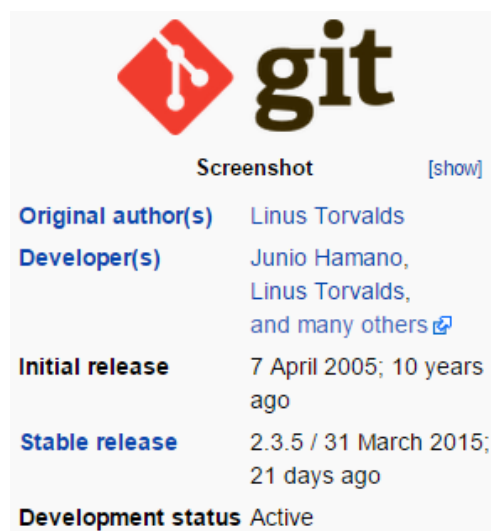 git
Screenshot [show]
Original author(s) Linus Torvalds
Developer(s) Junio Hamano,
Linus Torvalds,
and many others
Initial release 7 April 2005; 10 years
ago
Stable release 2.3.5 / 31 March 2015;
21 days ago
Development status Active